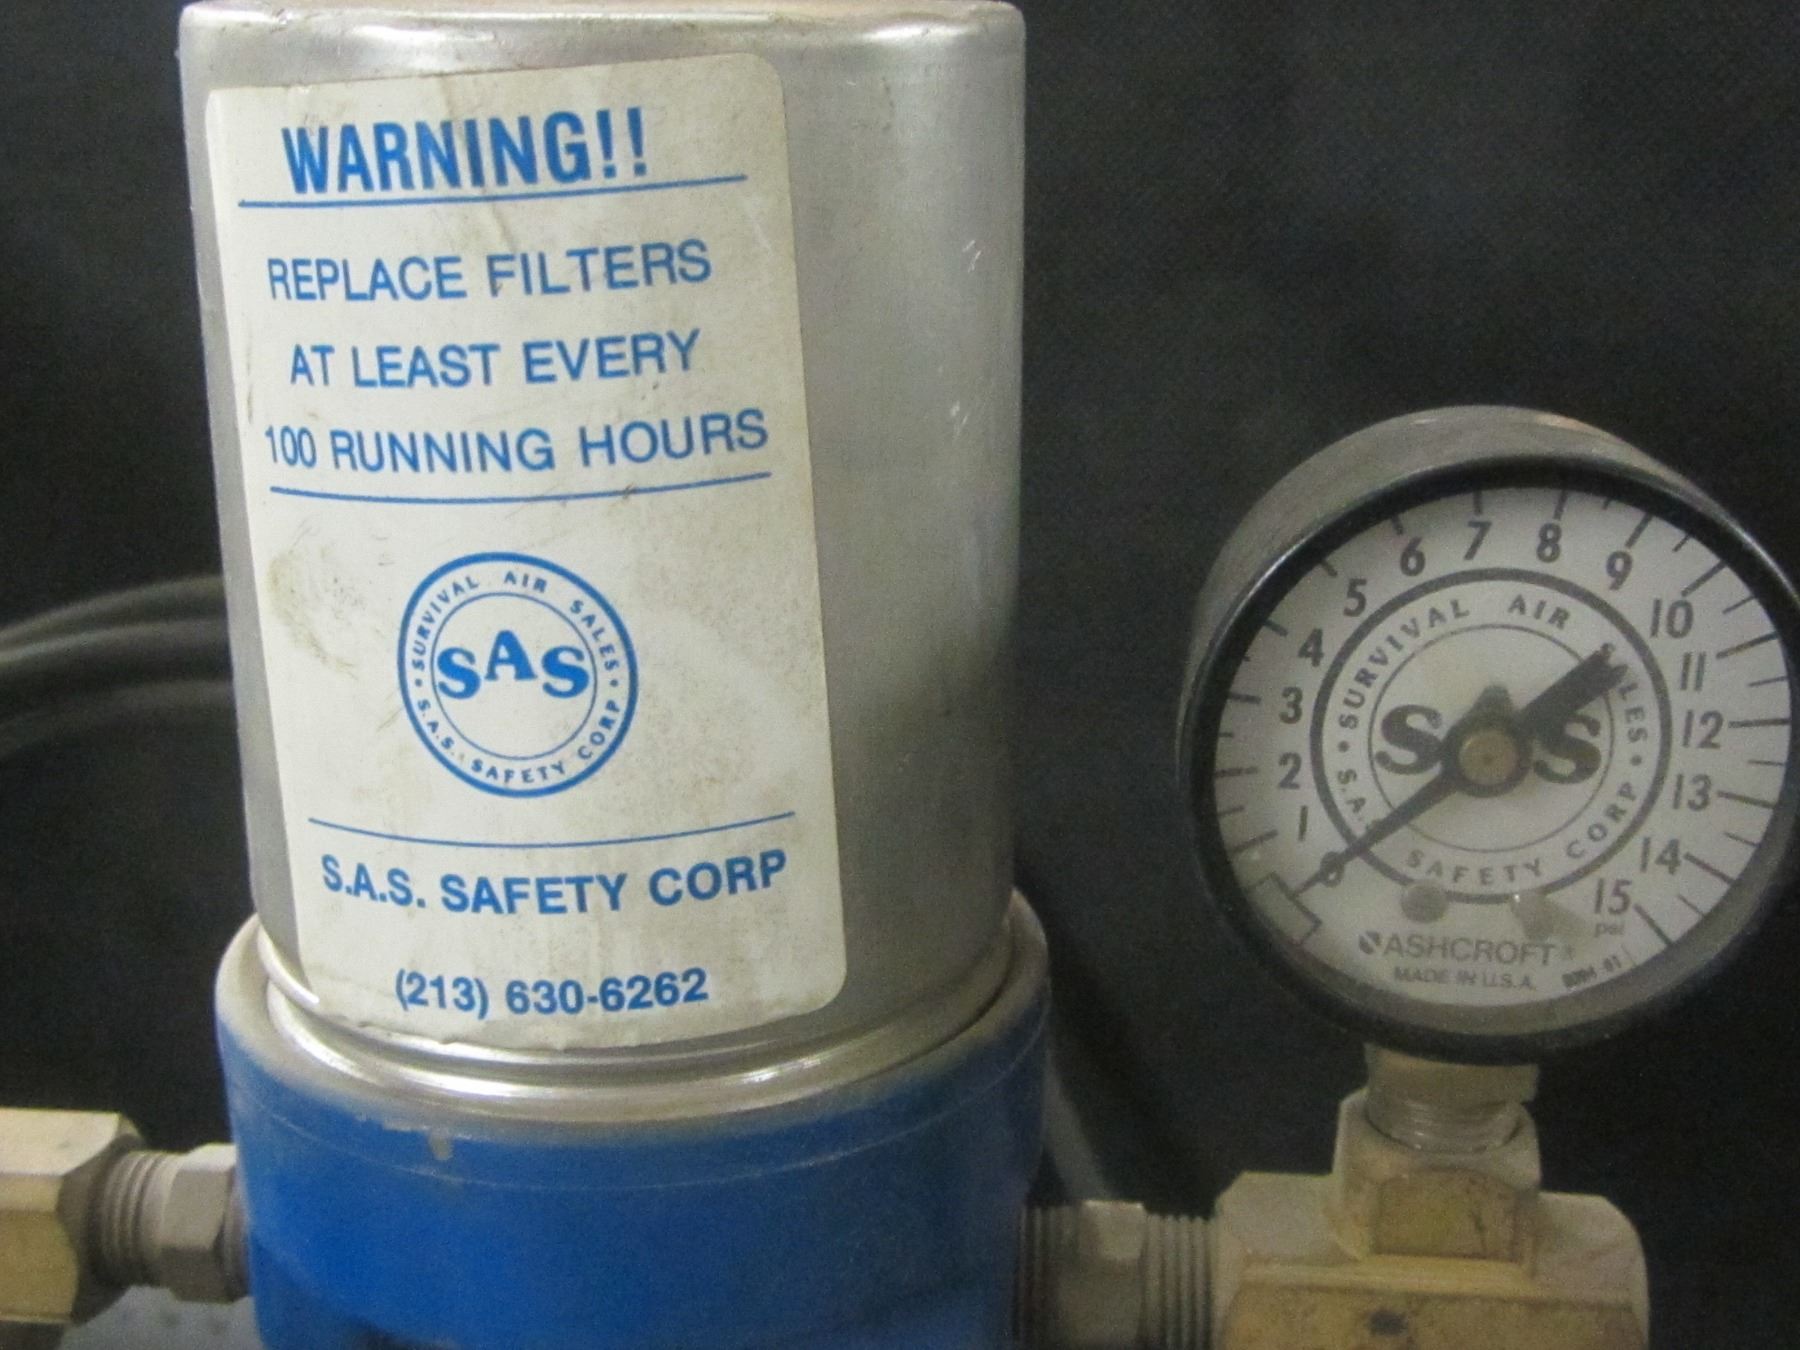 WARNING!!
REPLACE FILTERS
AT LEAST EVERY
100 RUNNING HOURS
SURVIVAL AIR SALES
SAS
S.A.S. SAFETY CORP
S.A.S. SAFETY CORP
(213) 630-6262
0 1 2 3 4 5 6 7 8 9 10 11 12 13 14 15
psi
SURVIVAL AIR SALES
SAS
S.A.S. SAFETY CORP
ASHCROFT®
MADE IN U.S.A.